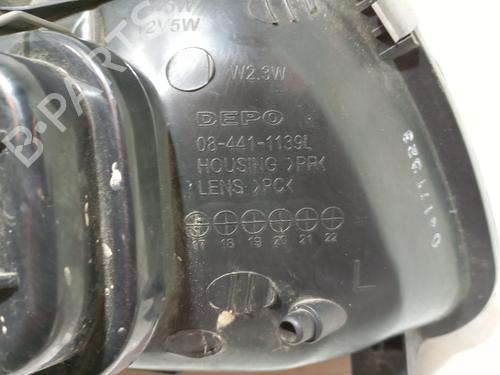 12V5W
W2.3W
DEPO
08-441-1139L
HOUSING >PP<
LENS >PC<
17 18 19 20 21 22
L
B-PARTS